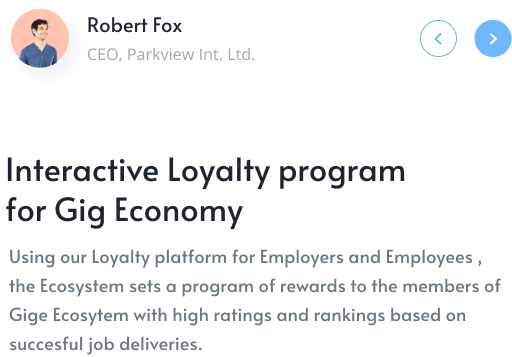 Robert Fox
CEO, Parkview Int. Ltd.
Interactive Loyalty program
for Gig Economy
Using our Loyalty platform for Employers and Employees ,
the Ecosystem sets a program of rewards to the members of
Gige Ecosytem with high ratings and rankings based on
succesful job deliveries.